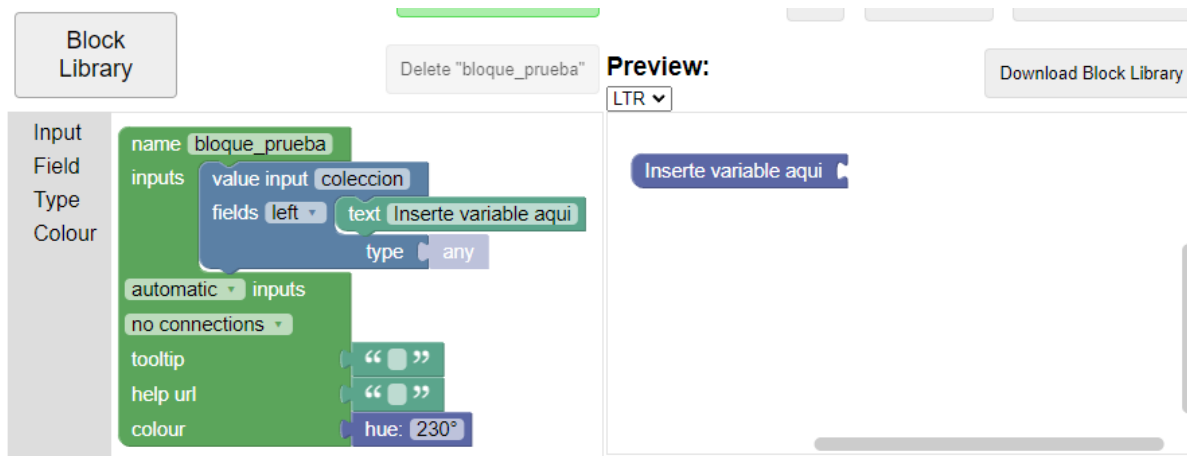 Block
Library
Delete "bloque_prueba"
Preview:
LTR
Download Block Library
Input
Field
Type
Colour
name bloque_prueba
inputs value input coleccion
fields left text Inserte variable aqui
type any
automatic inputs
no connections
tooltip “ ”
help url “ ”
colour hue: 230°
Inserte variable aqui